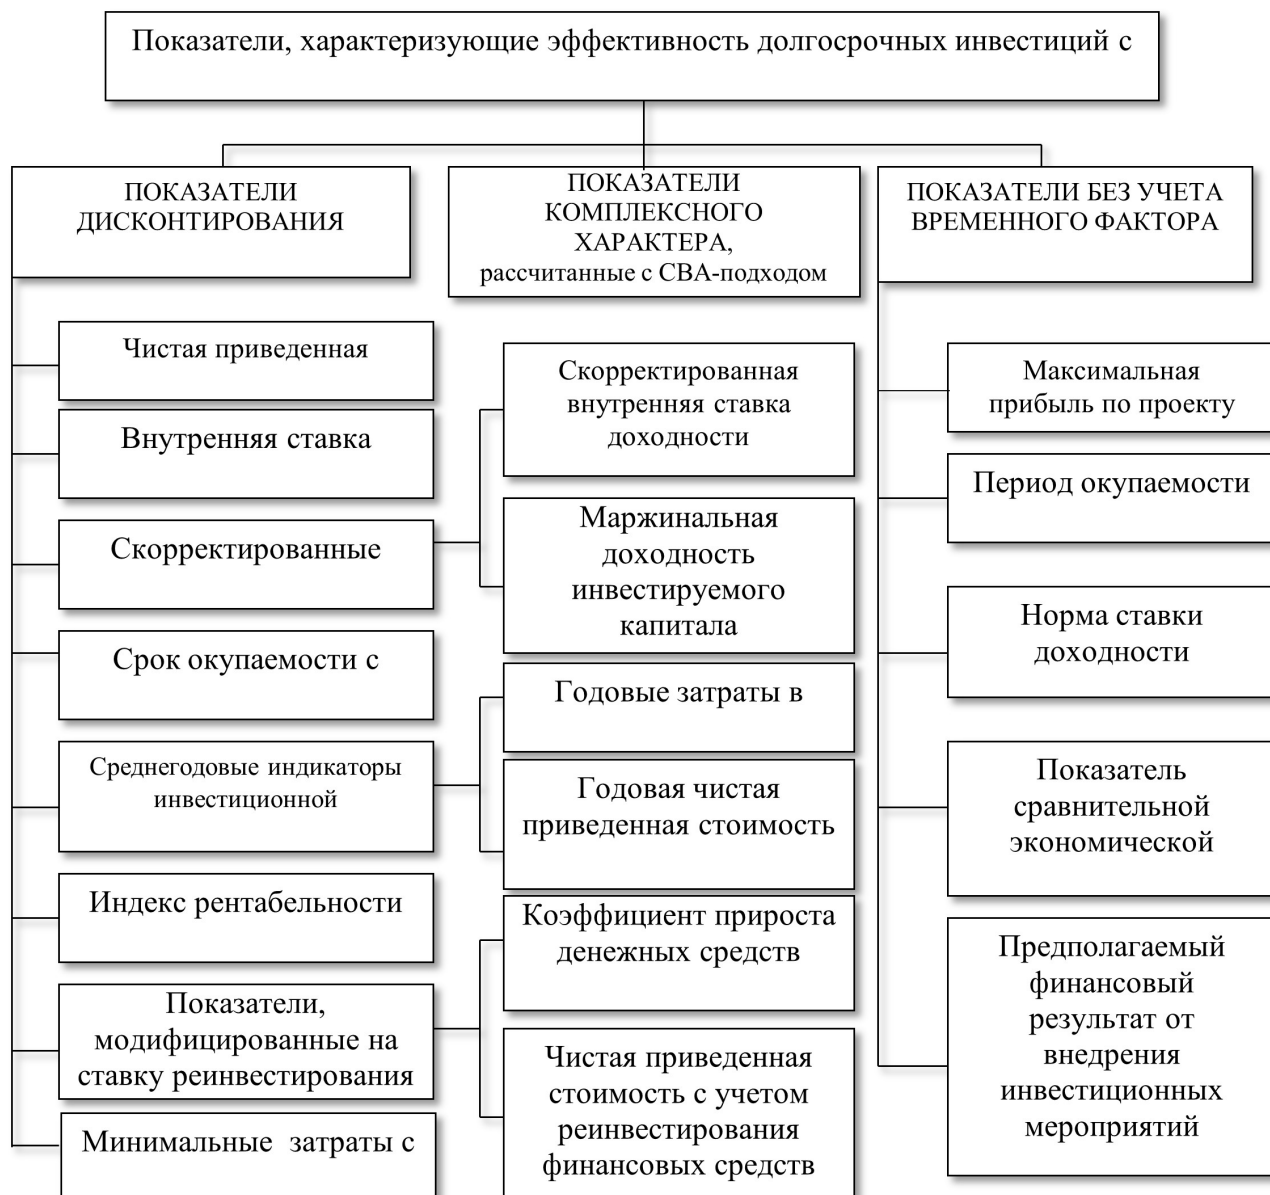 Показатели, характеризующие эффективность долгосрочных инвестиций с
ПОКАЗАТЕЛИ
ДИСКОНТИРОВАНИЯ
ПОКАЗАТЕЛИ
КОМПЛЕКСНОГО
ХАРАКТЕРА,
рассчитанные с СВА-подходом
ПОКАЗАТЕЛИ БЕЗ УЧЕТА
ВРЕМЕННОГО ФАКТОРА
Чистая приведенная
Внутренняя ставка
Скорректированные
Срок окупаемости с
Среднегодовые индикаторы
инвестиционной
Индекс рентабельности
Показатели,
модифицированные на
ставку реинвестирования
Минимальные затраты с
Скорректированная
внутренняя ставка
доходности
Маржинальная
доходность
инвестируемого
капитала
Годовые затраты в
Годовая чистая
приведенная стоимость
Коэффициент прироста
денежных средств
Чистая приведенная
стоимость с учетом
реинвестирования
финансовых средств
Максимальная
прибыль по проекту
Период окупаемости
Норма ставки
доходности
Показатель
сравнительной
экономической
Предполагаемый
финансовый
результат от
внедрения
инвестиционных
мероприятий